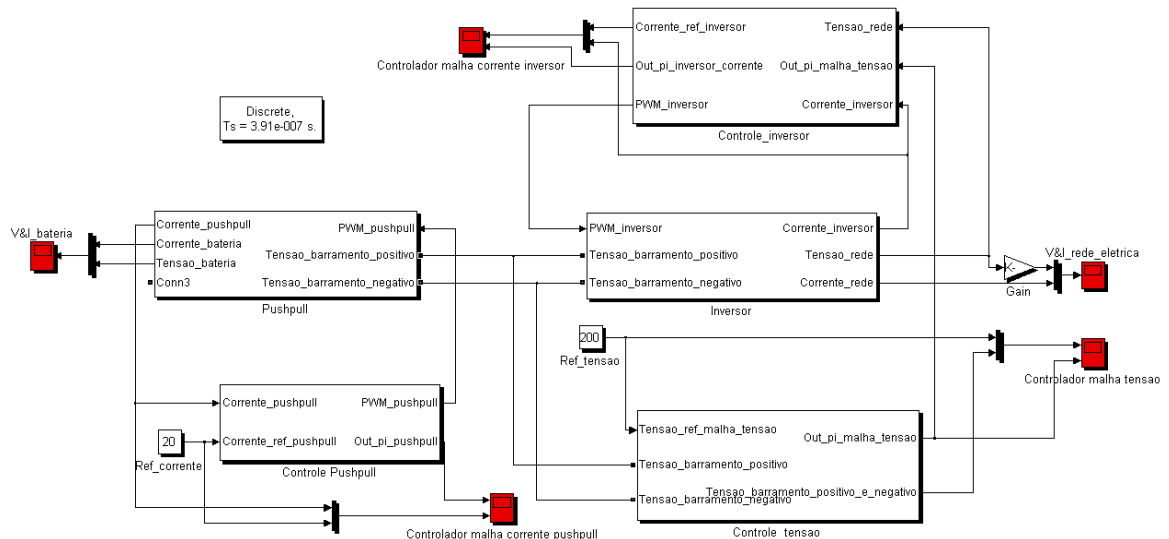 Corrente_ref_inversor
Tensao_rede
Out_pi_inversor_corrente
Out_pi_malha_tensao
PWM_inversor
Corrente_inversor
Controle_inversor
Controlador malha corrente inversor
Discrete,
Ts = 3.91e-007 s.
V&I_bateria
Corrente_pushpull
PWM_pushpull
Corrente_bateria
Tensao_barramento_positivo
Tensao_bateria
Conn3
Tensao_barramento_negativo
Pushpull
PWM_inversor
Corrente_inversor
Tensao_barramento_positivo
Tensao_rede
Tensao_barramento_negativo
Corrente_rede
Inversor
K-
Gain
V&I_rede_eletrica
200
Ref_tensao
Controlador malha tensao
Corrente_pushpull
PWM_pushpull
Corrente_ref_pushpull
Out_pi_pushpull
Controle Pushpull
20
Ref_corrente
Controlador malha corrente pushpull
Tensao_ref_malha_tensao
Out_pi_malha_tensao
Tensao_barramento_positivo
Tensao_barramento_positivo_e_negativo
Tensao_barramento_negativo
Controle_tensao